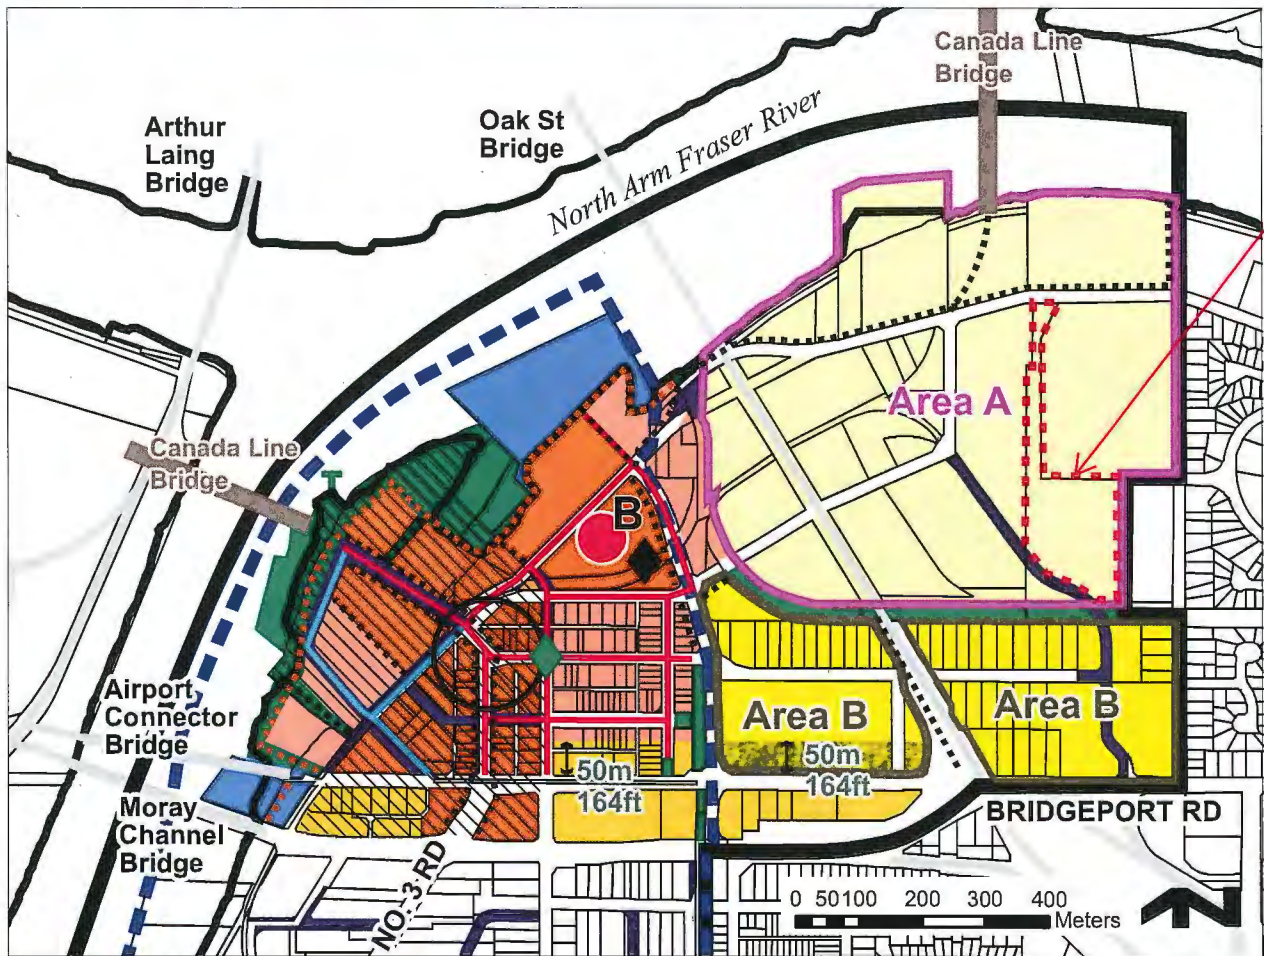 Canada Line
Bridge
Arthur
Laing
Bridge
Oak St
Bridge
North Arm Fraser River
Area A
Canada Line
Bridge
T
B
Airport
Connector
Bridge
Area B
Area B
50m
164ft
50m
164ft
Moray
Channel
Bridge
BRIDGEPORT RD
NO. 3 RD
0 50 100 200 300 400
Meters
N